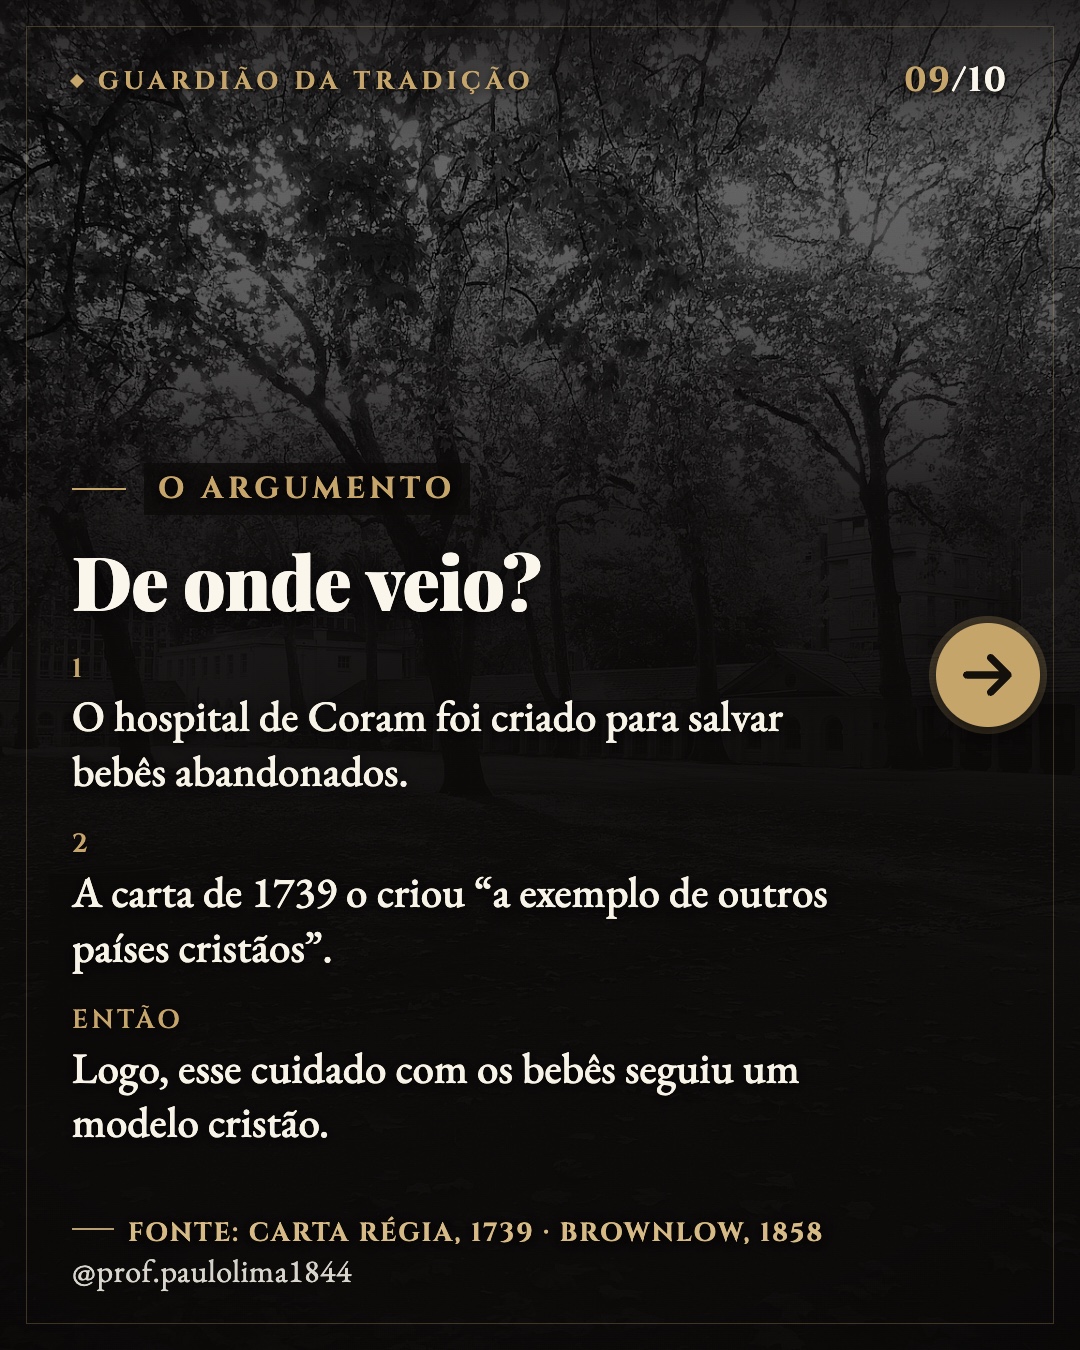 GUARDIÃO DA TRADIÇÃO
09/10
O ARGUMENTO
De onde veio?
1
O hospital de Coram foi criado para salvar
bebês abandonados.
2
A carta de 1739 o criou “a exemplo de outros
países cristãos”.
ENTÃO
Logo, esse cuidado com os bebês seguiu um
modelo cristão.
FONTE: CARTA RÉGIA, 1739 · BROWNLOW, 1858
@prof.paulolima1844